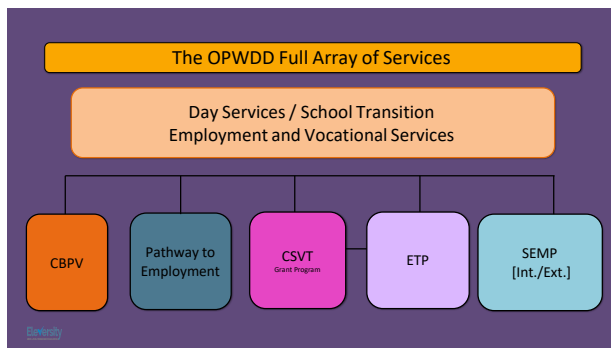 The OPWDD Full Array of Services
Day Services / School Transition
Employment and Vocational Services
CBPV
Pathway to
Employment
CSVT
Grant Program
ETP
SEMP
[Int./Ext.]
Eleversity